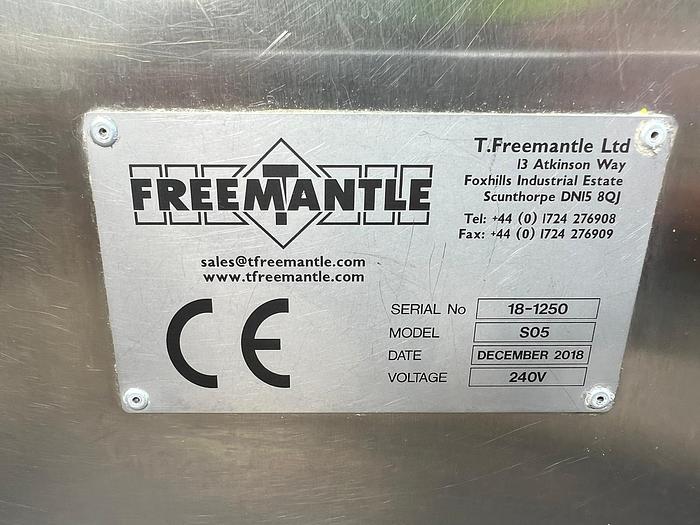 FREEMANTLE
T
sales@tfreemantle.com
www.tfreemantle.com
T.Freemantle Ltd
13 Atkinson Way
Foxhills Industrial Estate
Scunthorpe DN15 8QJ
Tel: +44 (0) 1724 276908
Fax: +44 (0) 1724 276909
CE
SERIAL No 18-1250
MODEL S05
DATE DECEMBER 2018
VOLTAGE 240V